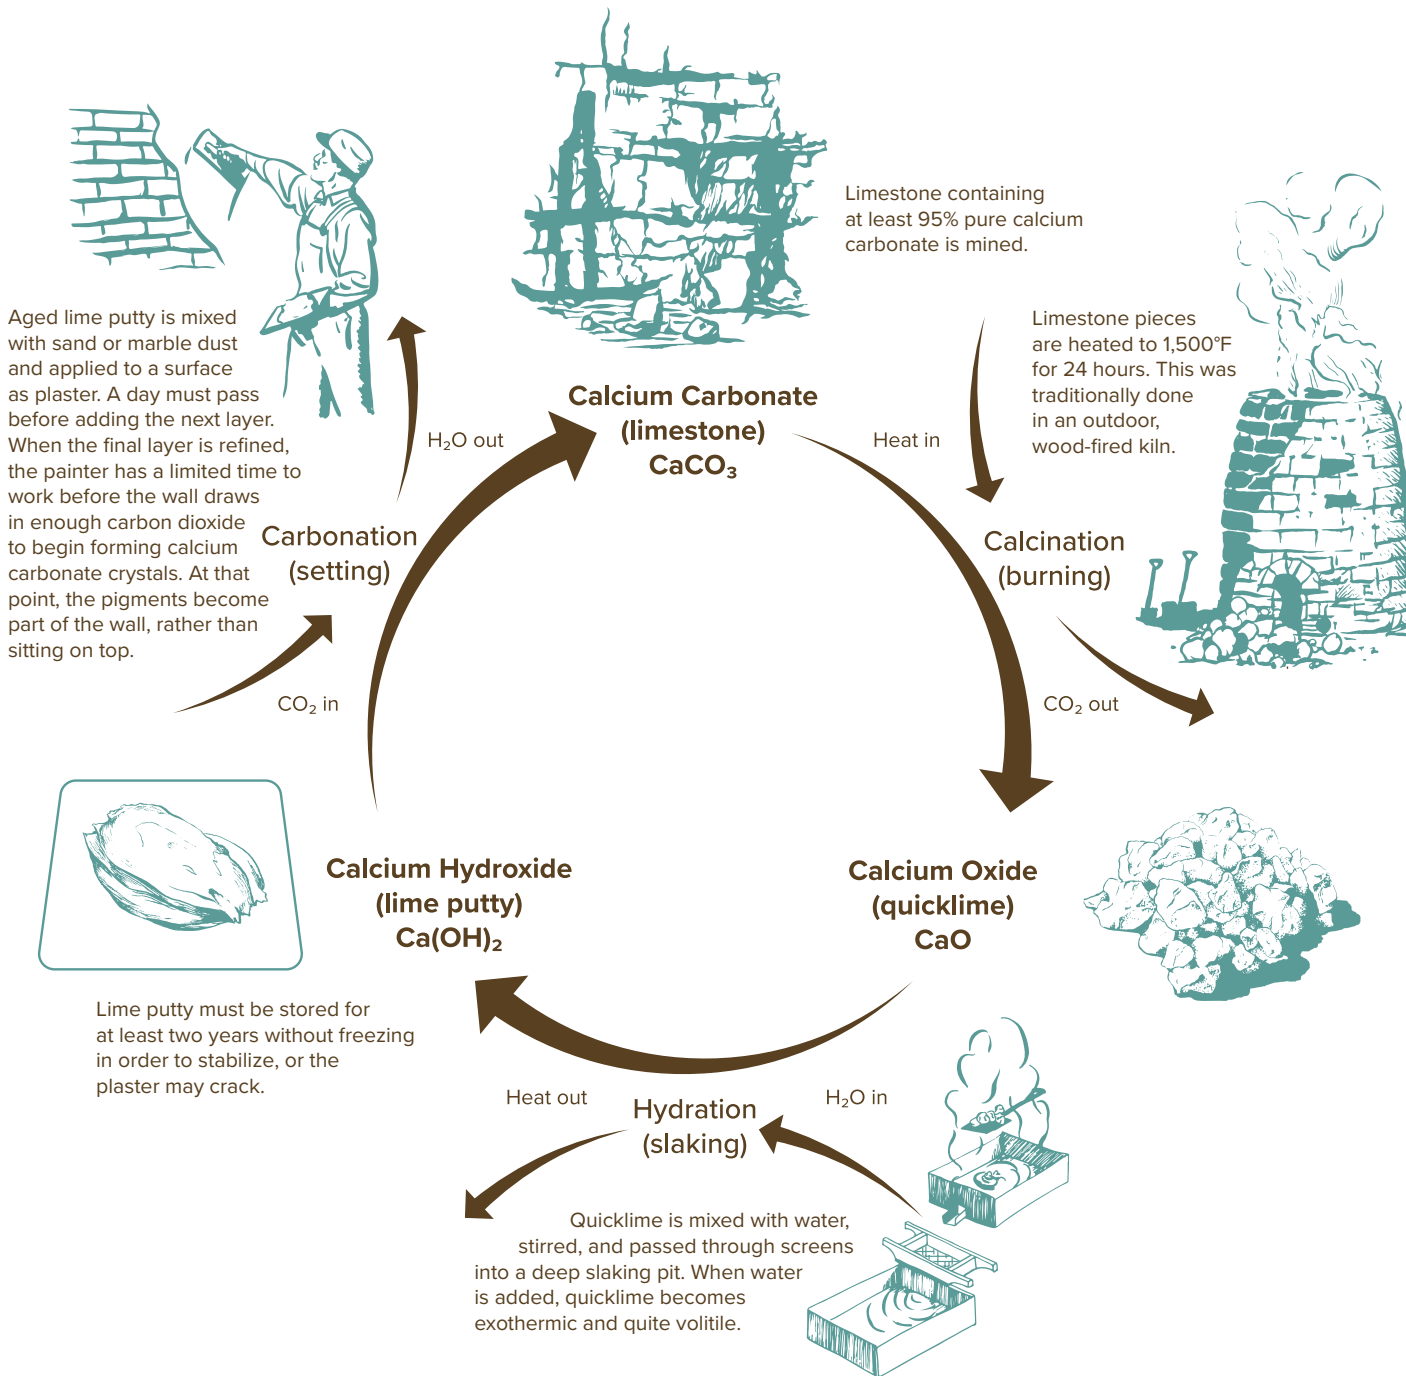 Limestone containing
at least 95% pure calcium
carbonate is mined.
Calcium Carbonate
(limestone)
CaCO₃
Heat in
Limestone pieces
are heated to 1,500°F
for 24 hours. This was
traditionally done
in an outdoor,
wood-fired kiln.
Calcination
(burning)
CO₂ out
Calcium Oxide
(quicklime)
CaO
H₂O in
Hydration
(slaking)
Heat out
Quicklime is mixed with water,
stirred, and passed through screens
into a deep slaking pit. When water
is added, quicklime becomes
exothermic and quite volitile.
Calcium Hydroxide
(lime putty)
Ca(OH)₂
Lime putty must be stored for
at least two years without freezing
in order to stabilize, or the
plaster may crack.
CO₂ in
Carbonation
(setting)
H₂O out
Aged lime putty is mixed
with sand or marble dust
and applied to a surface
as plaster. A day must pass
before adding the next layer.
When the final layer is refined,
the painter has a limited time to
work before the wall draws
in enough carbon dioxide
to begin forming calcium
carbonate crystals. At that
point, the pigments become
part of the wall, rather than
sitting on top.